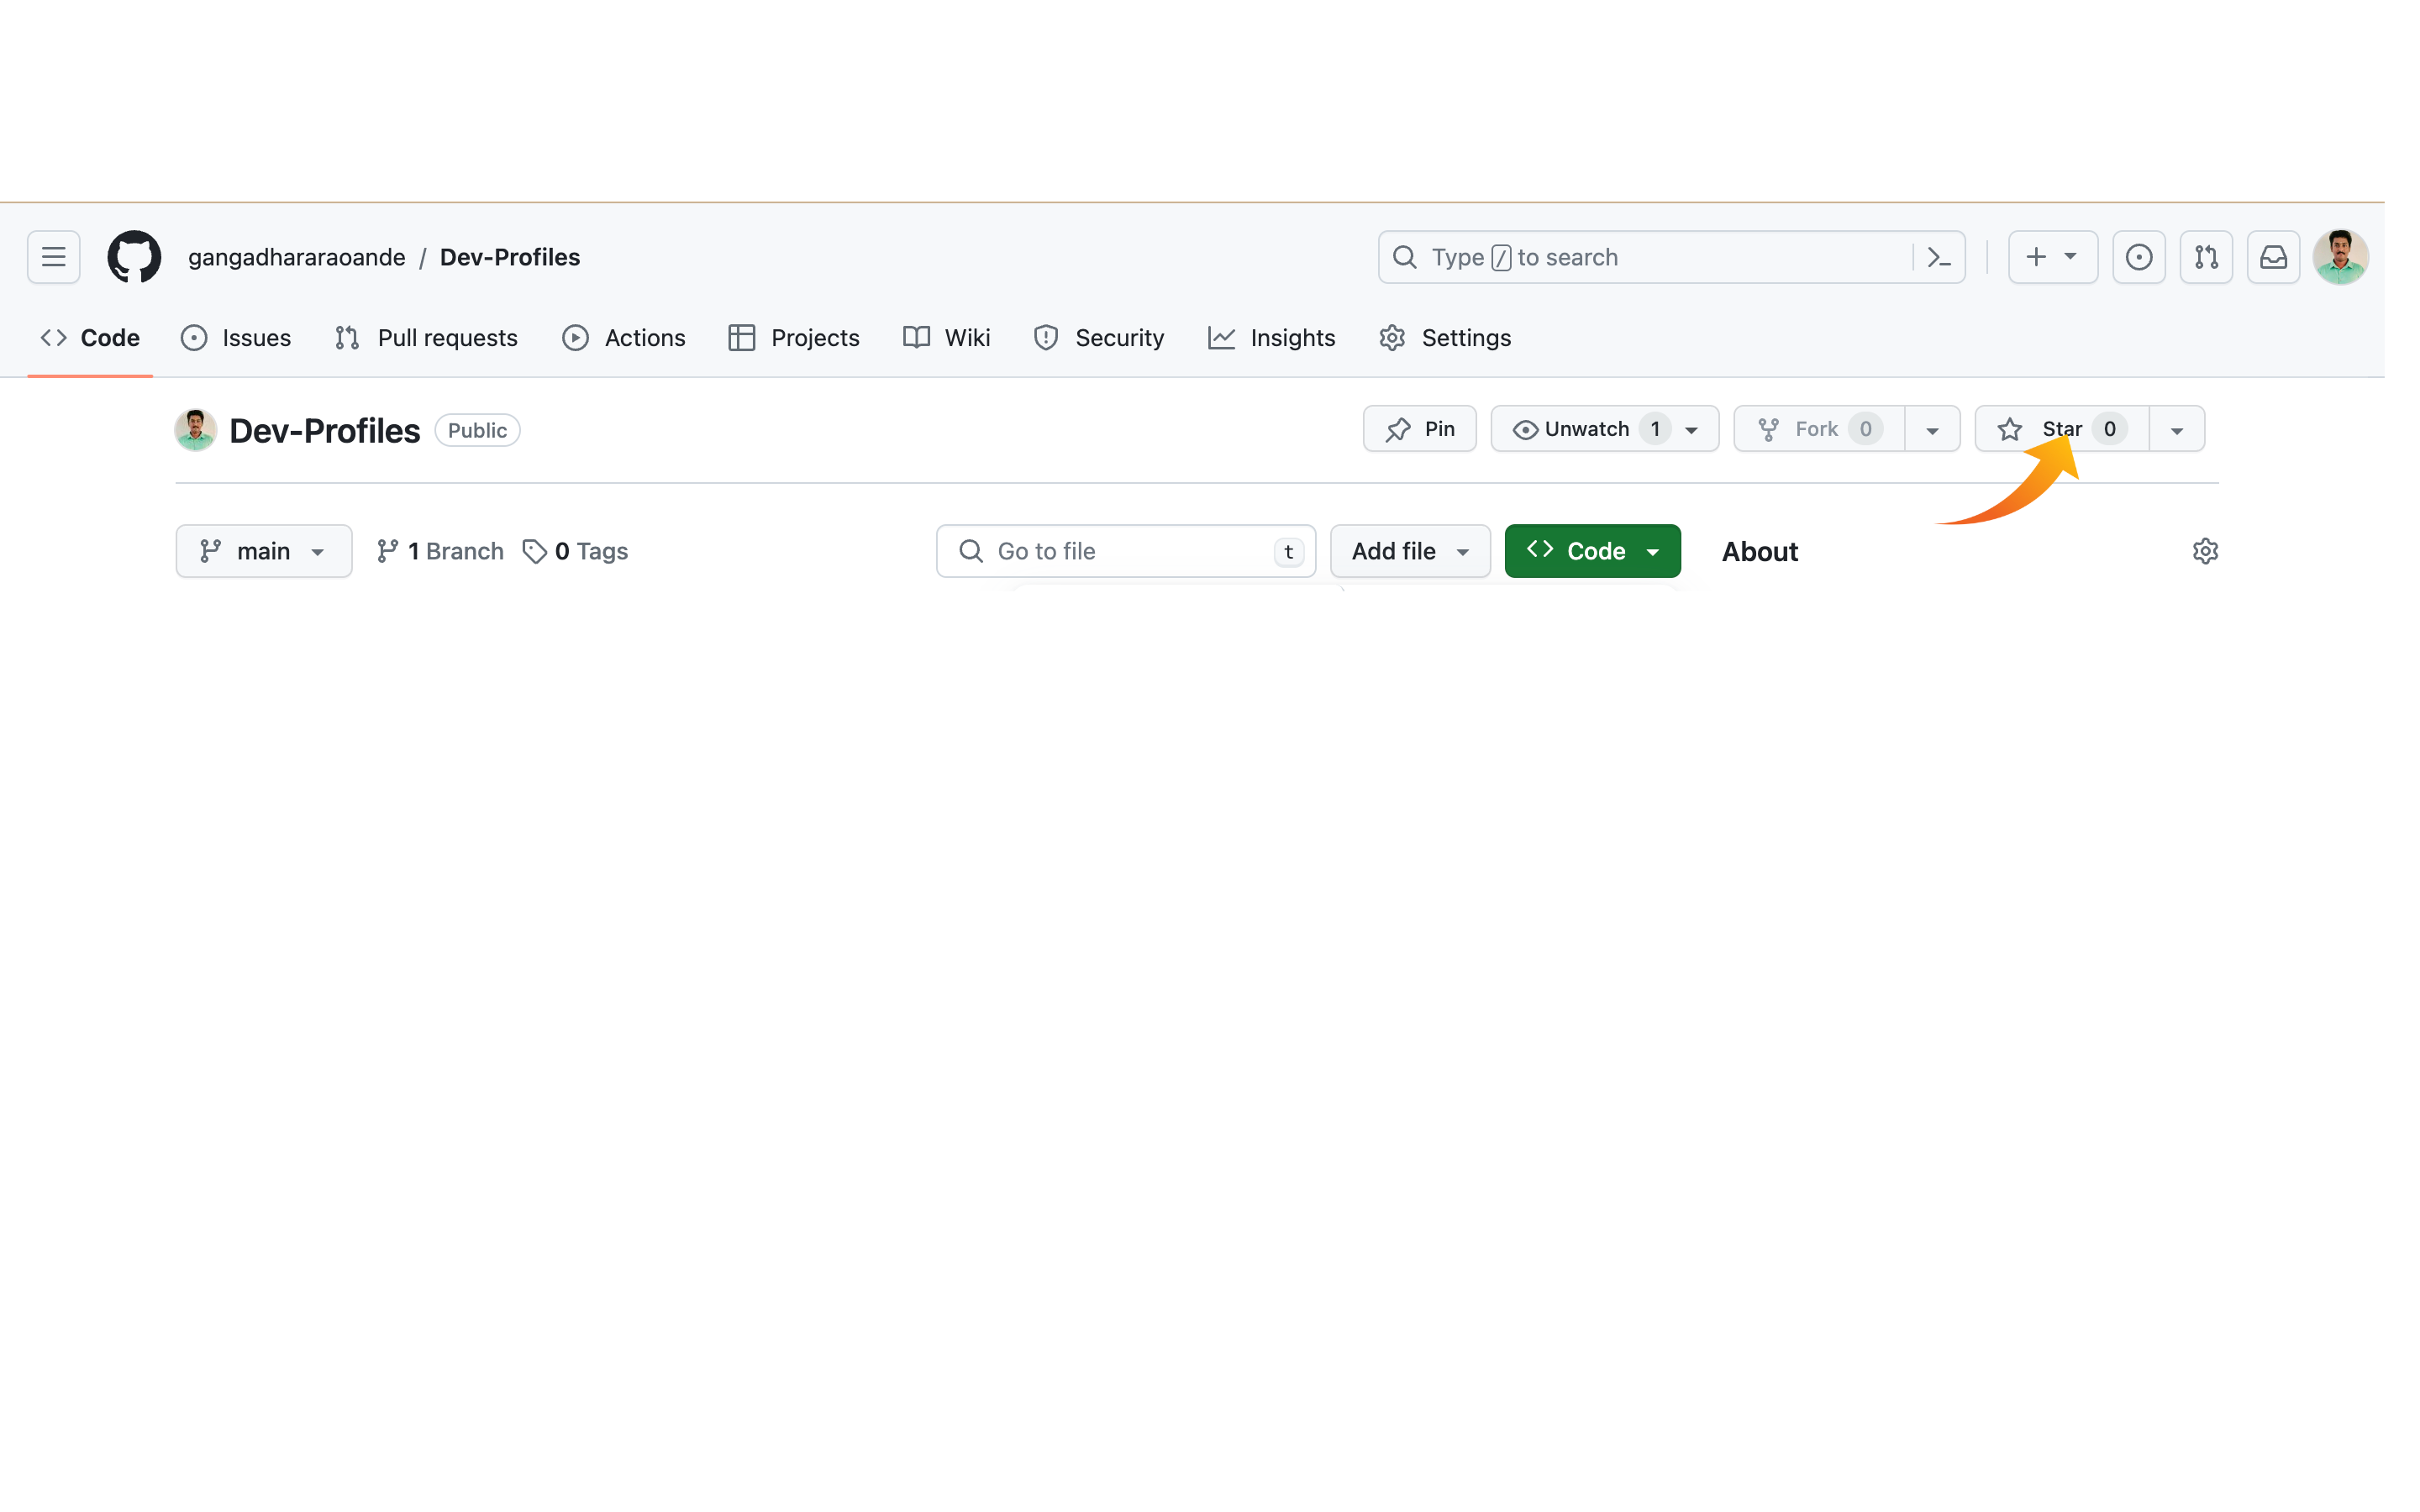 gangadhararaoande / Dev-Profiles
Type / to search
Code Issues Pull requests Actions Projects Wiki Security Insights Settings
Dev-Profiles Public Pin Unwatch 1 Fork 0 Star 0
main 1 Branch 0 Tags Go to file t Add file Code About